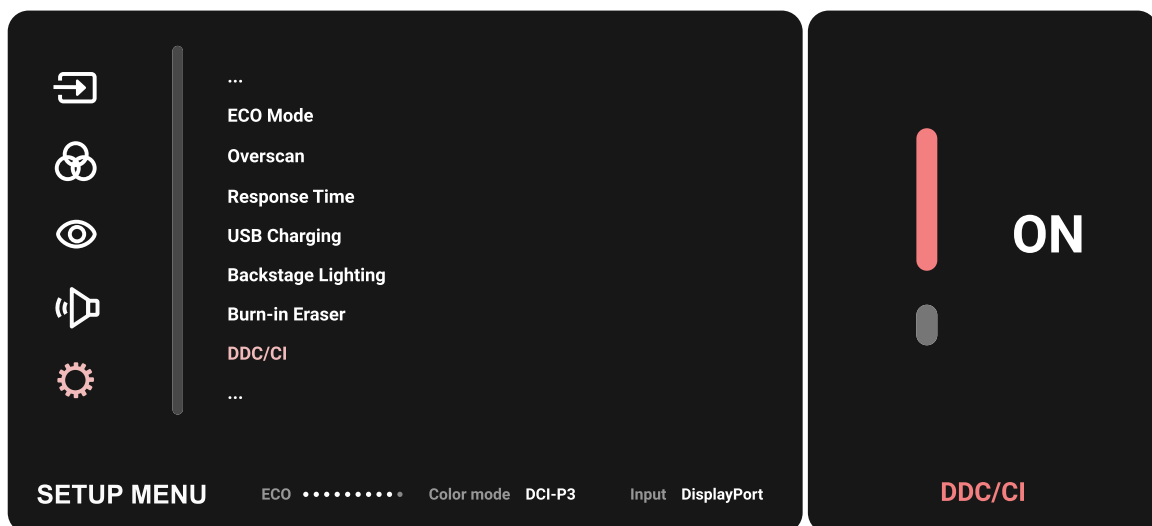 ...
ECO Mode
Overscan
Response Time
USB Charging
Backstage Lighting
Burn-in Eraser
DDC/CI
...
SETUP MENU ECO Color mode DCI-P3 Input DisplayPort
ON
DDC/CI